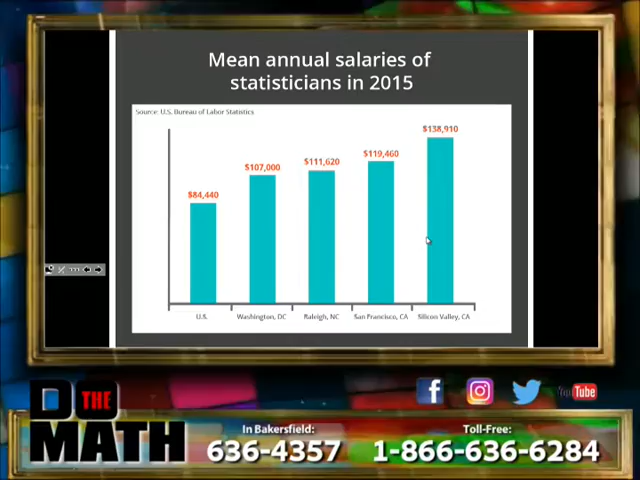 Mean annual salaries of
statisticians in 2015
Source: U.S. Bureau of Labor Statistics
$138,910
$119,460
$111,620
$107,000
$84,440
U.S.
Washington, DC
Raleigh, NC
San Francisco, CA
Silicon Valley, CA
DO THE
MATH
In Bakersfield:
636-4357
Toll-Free:
1-866-636-6284
You Tube